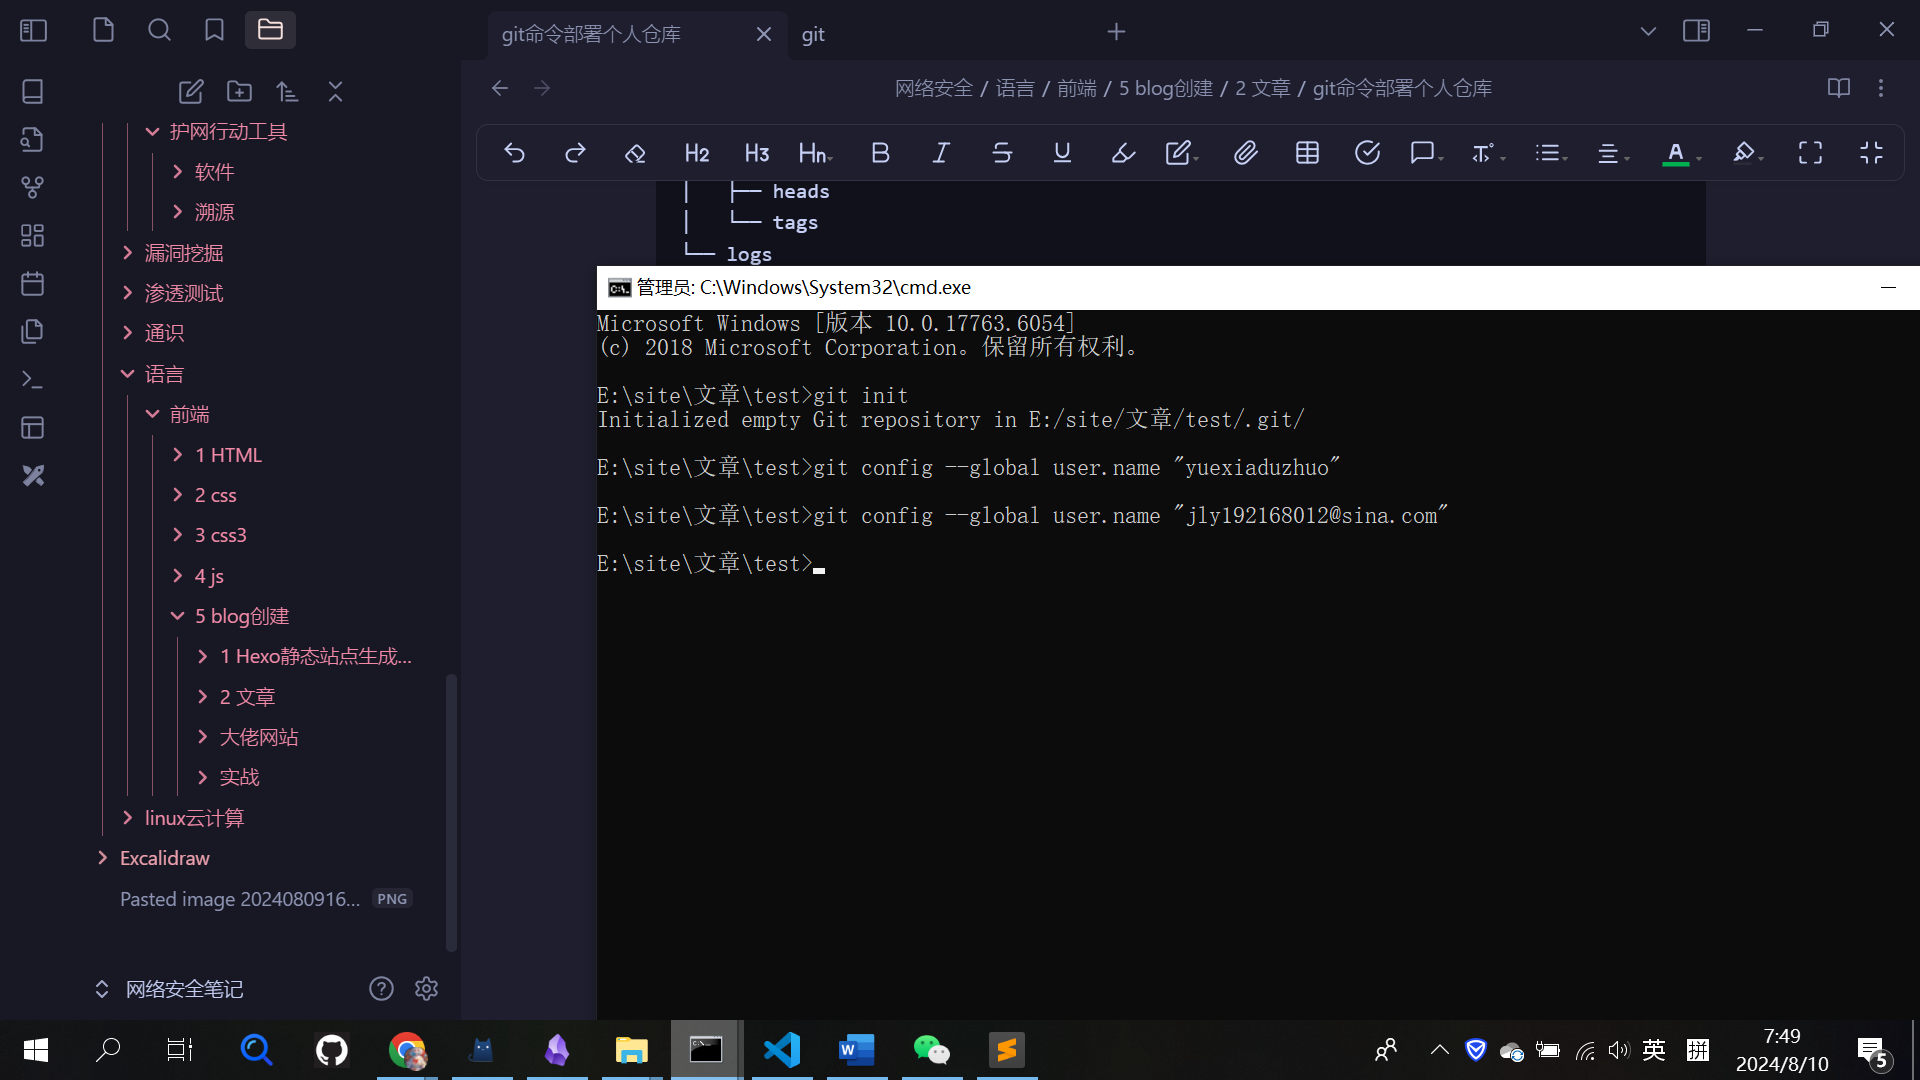 git命令部署个人仓库
git
网络安全 / 语言 / 前端 / 5 blog创建 / 2 文章 / git命令部署个人仓库
H2 H3 Hn B I S U A
护网行动工具
软件
溯源
漏洞挖掘
渗透测试
通识
语言
前端
1 HTML
2 css
3 css3
4 js
5 blog创建
1 Hexo静态站点生成...
2 文章
大佬网站
实战
linux云计算
Excalidraw
Pasted image 2024080916... PNG
网络安全笔记
│ ├── heads
│ └── tags
└── logs
管理员: C:\Windows\System32\cmd.exe
Microsoft Windows [版本 10.0.17763.6054]
(c) 2018 Microsoft Corporation。保留所有权利。
E:\site\文章\test>git init
Initialized empty Git repository in E:/site/文章/test/.git/
E:\site\文章\test>git config --global user.name "yuexiaduzhuo"
E:\site\文章\test>git config --global user.name "jly192168012@sina.com"
E:\site\文章\test>
英
拼
7:49
2024/8/10
5